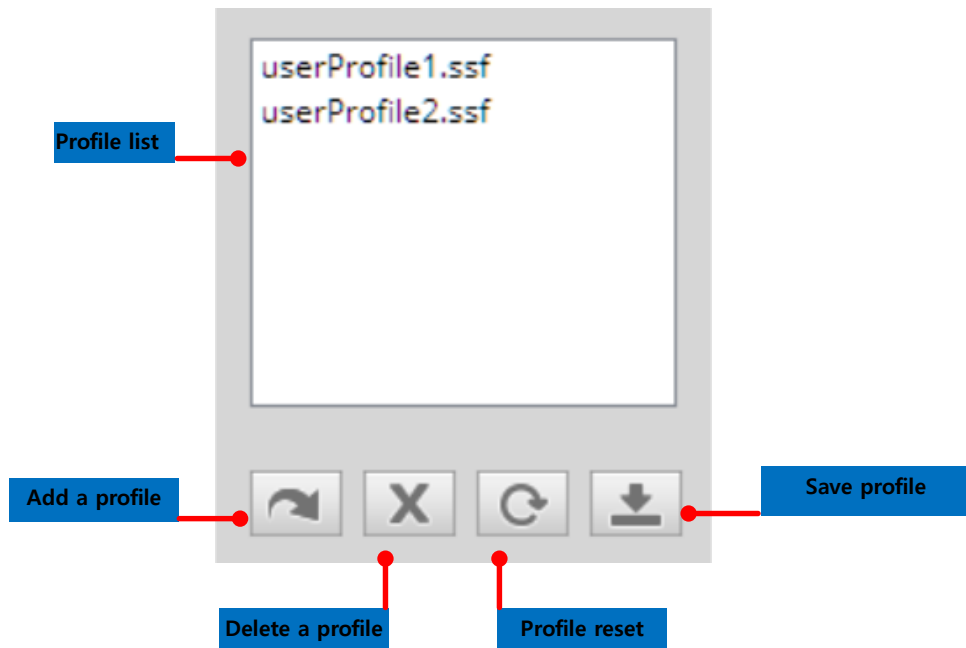 userProfile1.ssf
userProfile2.ssf
Profile list
Add a profile
Save profile
Delete a profile
Profile reset